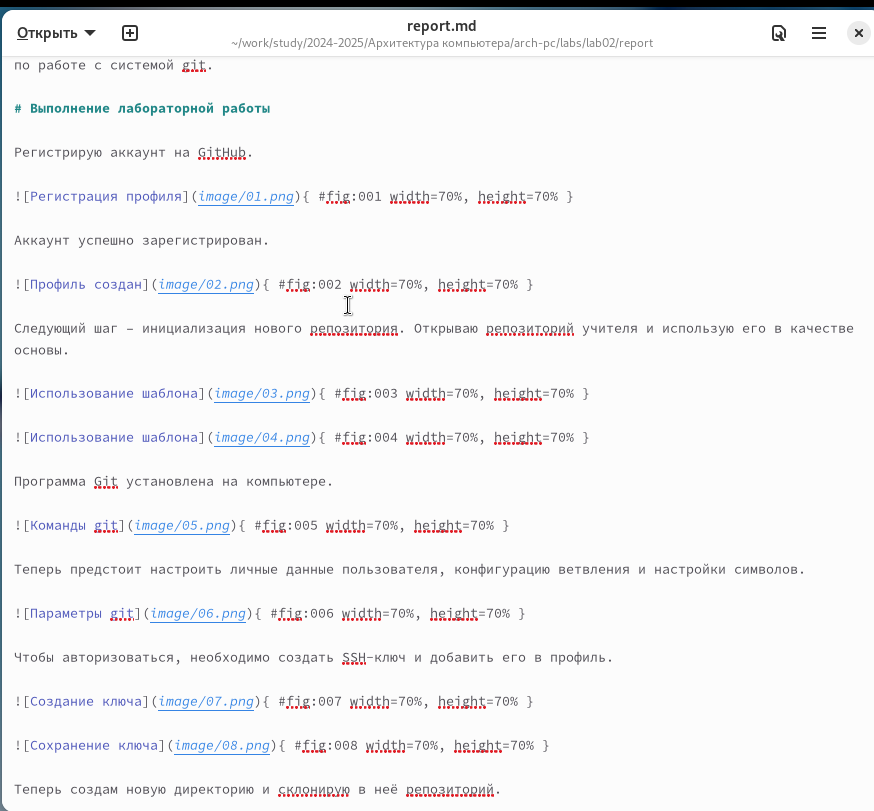 Открыть
report.md
~/work/study/2024-2025/Архитектура компьютера/arch-pc/labs/lab02/report
по работе с системой git.
# Выполнение лабораторной работы
Регистрирую аккаунт на GitHub.
![Регистрация профиля](image/01.png){ #fig:001 width=70%, height=70% }
Аккаунт успешно зарегистрирован.
![Профиль создан](image/02.png){ #fig:002 width=70%, height=70% }
Следующий шаг – инициализация нового репозитория. Открываю репозиторий учителя и использую его в качестве
основы.
![Использование шаблона](image/03.png){ #fig:003 width=70%, height=70% }
![Использование шаблона](image/04.png){ #fig:004 width=70%, height=70% }
Программа Git установлена на компьютере.
![Команды git](image/05.png){ #fig:005 width=70%, height=70% }
Теперь предстоит настроить личные данные пользователя, конфигурацию ветвления и настройки символов.
![Параметры git](image/06.png){ #fig:006 width=70%, height=70% }
Чтобы авторизоваться, необходимо создать SSH-ключ и добавить его в профиль.
![Создание ключа](image/07.png){ #fig:007 width=70%, height=70% }
![Сохранение ключа](image/08.png){ #fig:008 width=70%, height=70% }
Теперь создам новую директорию и склонирую в неё репозиторий.